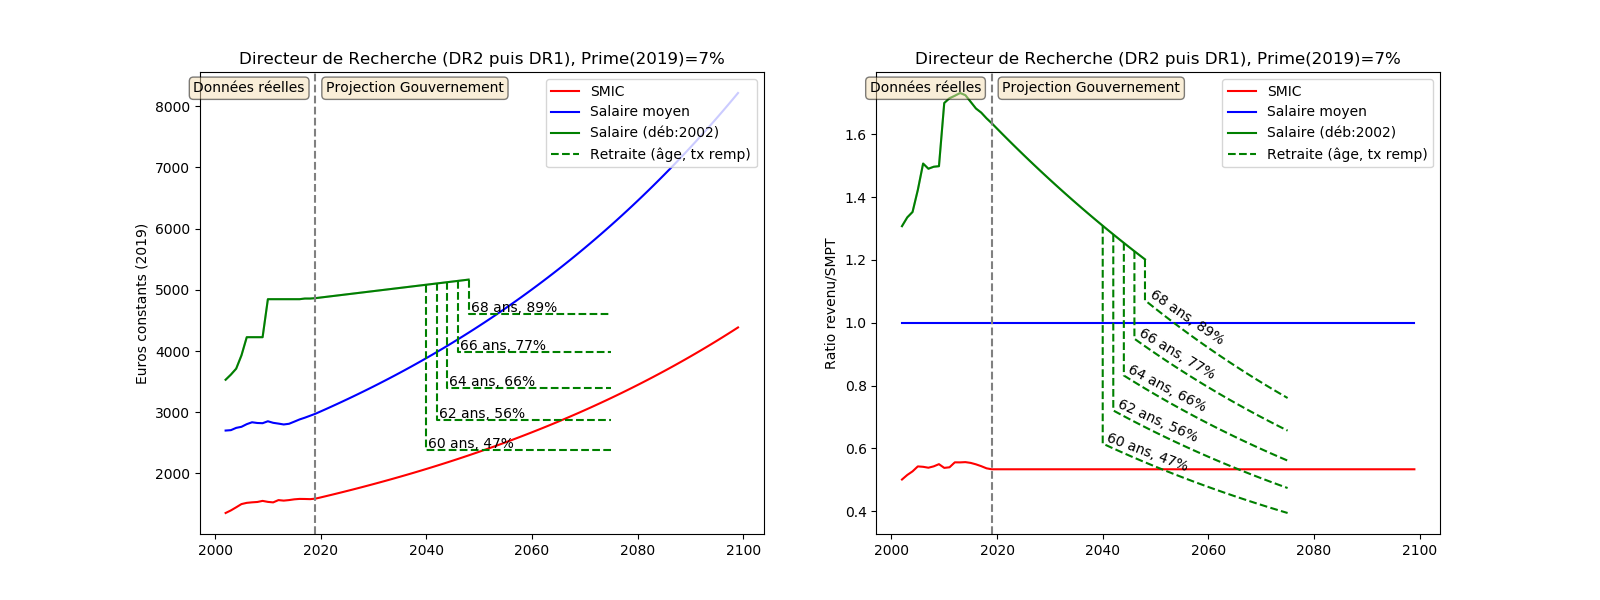 Directeur de Recherche (DR2 puis DR1), Prime(2019)=7%
Données réelles
Projection Gouvernement
SMIC
Salaire moyen
Salaire (déb:2002)
Retraite (âge, tx remp)
Euros constants (2019)
8000
7000
6000
5000
4000
3000
2000
68 ans, 89%
66 ans, 77%
64 ans, 66%
62 ans, 56%
60 ans, 47%
2000
2020
2040
2060
2080
2100
Directeur de Recherche (DR2 puis DR1), Prime(2019)=7%
Données réelles
Projection Gouvernement
SMIC
Salaire moyen
Salaire (déb:2002)
Retraite (âge, tx remp)
Ratio revenu/SMPT
1.6
1.4
1.2
1.0
0.8
0.6
0.4
68 ans, 89%
66 ans, 77%
64 ans, 66%
62 ans, 56%
60 ans, 47%
2000
2020
2040
2060
2080
2100